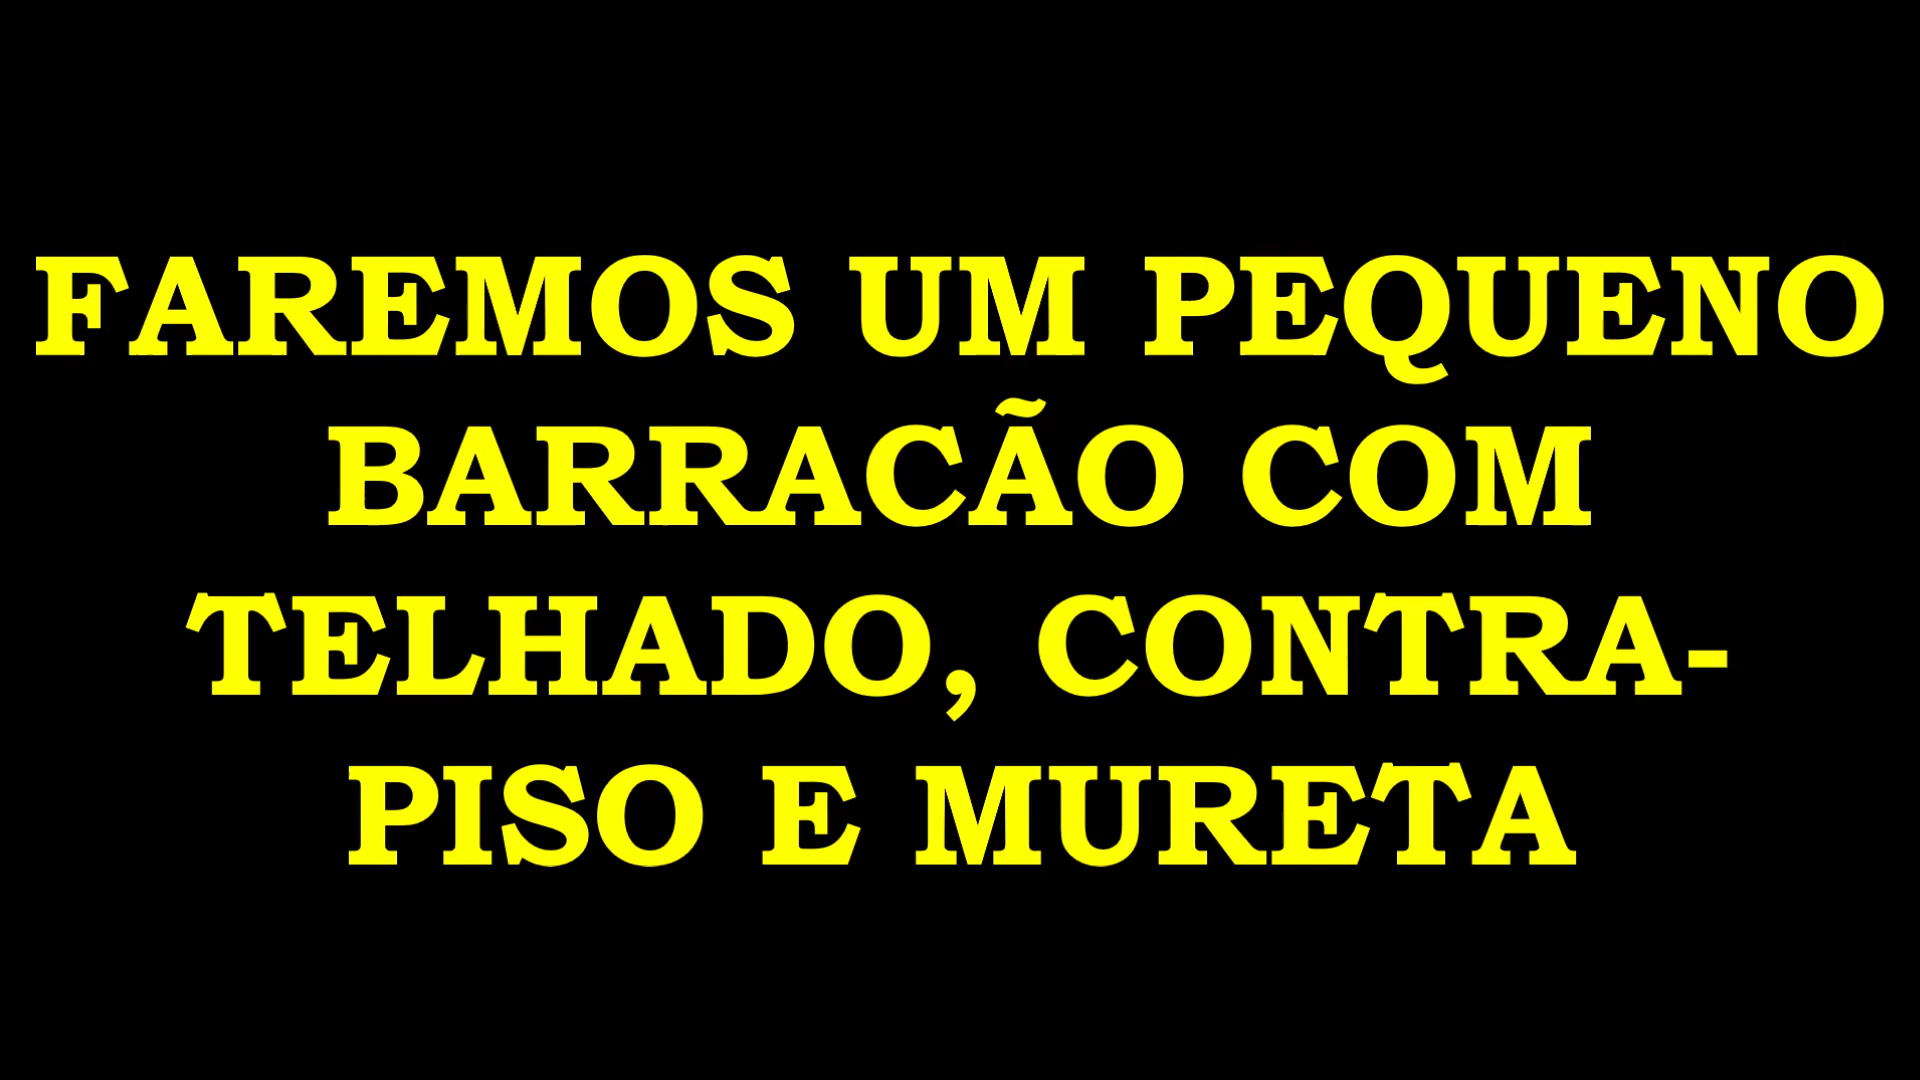 FAREMOS UM PEQUENO
BARRACÃO COM
TELHADO, CONTRA-
PISO E MURETA